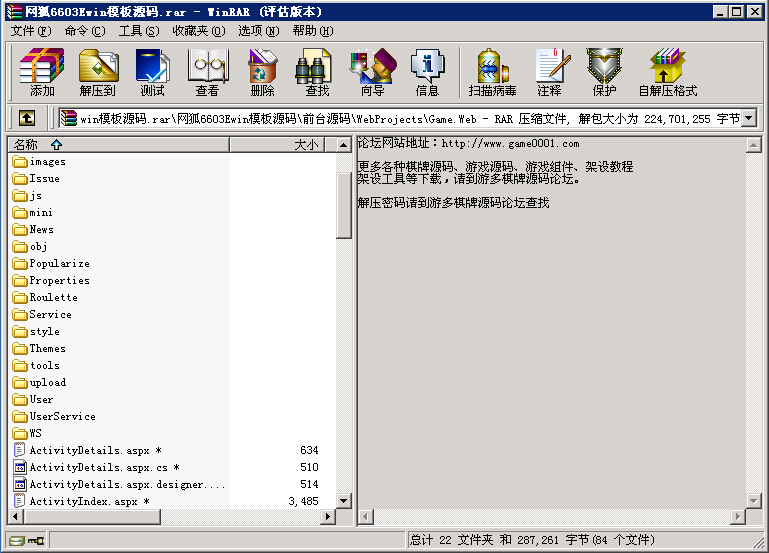 网狐6603Ewin模板源码.rar - WinRAR (评估版本)
文件(F) 命令(C) 工具(S) 收藏夹(O) 选项(N) 帮助(H)
添加 解压到 测试 查看 删除 查找 向导 信息 扫描病毒 注释 保护 自解压格式
win模板源码.rar\网狐6603Ewin模板源码\前台源码\WebProjects\Game.Web - RAR 压缩文件, 解包大小为 224,701,255 字节
名称 大小
images
Issue
js
mini
News
obj
Popularize
Properties
Roulette
Service
style
Themes
tools
upload
User
UserService
WS
ActivityDetails.aspx * 634
ActivityDetails.aspx.cs * 510
ActivityDetails.aspx.designer.... 514
ActivityIndex.aspx * 3,485
论坛网站地址：http://www.game0001.com
更多各种棋牌源码、游戏源码、游戏组件、架设教程
架设工具等下载，请到游多棋牌源码论坛。
解压密码请到游多棋牌源码论坛查找
总计 22 文件夹 和 287,261 字节(84 个文件)